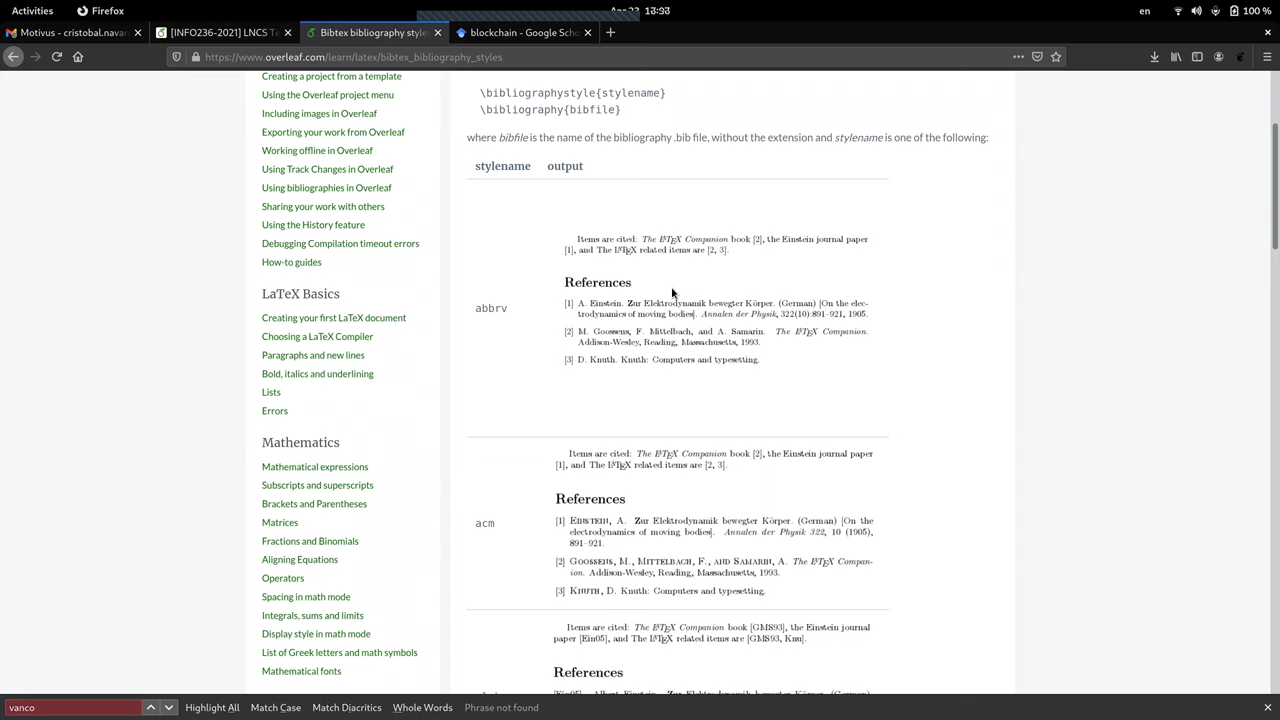 Activities
Firefox
en
100 %
Motivus - cristobal.navar
[INFO236-2021] LNCS Te
Bibtex bibliography style
blockchain - Google Scho
https://www.overleaf.com/learn/latex/bibtex_bibliography_styles
Creating a project from a template
Using the Overleaf project menu
Including images in Overleaf
Exporting your work from Overleaf
Working offline in Overleaf
Using Track Changes in Overleaf
Using bibliographies in Overleaf
Sharing your work with others
Using the History feature
Debugging Compilation timeout errors
How-to guides
LaTeX Basics
Creating your first LaTeX document
Choosing a LaTeX Compiler
Paragraphs and new lines
Bold, italics and underlining
Lists
Errors
Mathematics
Mathematical expressions
Subscripts and superscripts
Brackets and Parentheses
Matrices
Fractions and Binomials
Aligning Equations
Operators
Spacing in math mode
Integrals, sums and limits
Display style in math mode
List of Greek letters and math symbols
Mathematical fonts
\bibliographystyle{stylename}
\bibliography{bibfile}
where bibfile is the name of the bibliography .bib file, without the extension and stylename is one of the following:
stylename output
abbrv
Items are cited: The LATEX Companion book [2], the Einstein journal paper
[1], and The LATEX related items are [2, 3].
References
[1] A. Einstein. Zur Elektrodynamik bewegter Körper. (German) [On the elec-
trodynamics of moving bodies]. Annalen der Physik, 322(10):891–921, 1905.
[2] M. Goossens, F. Mittelbach, and A. Samarin. The LATEX Companion.
Addison-Wesley, Reading, Massachusetts, 1993.
[3] D. Knuth. Knuth: Computers and typesetting.
acm
Items are cited: The LATEX Companion book [2], the Einstein journal paper
[1], and The LATEX related items are [2, 3].
References
[1] EINSTEIN, A. Zur Elektrodynamik bewegter Körper. (German) [On the
electrodynamics of moving bodies]. Annalen der Physik 322, 10 (1905),
891–921.
[2] GOOSSENS, M., MITTELBACH, F., AND SAMARIN, A. The LATEX Compan-
ion. Addison-Wesley, Reading, Massachusetts, 1993.
[3] KNUTH, D. Knuth: Computers and typesetting.
Items are cited: The LATEX Companion book [GMS93], the Einstein journal
paper [Ein05], and The LATEX related items are [GMS93, Knu].
References
vanco
Highlight All
Match Case
Match Diacritics
Whole Words
Phrase not found